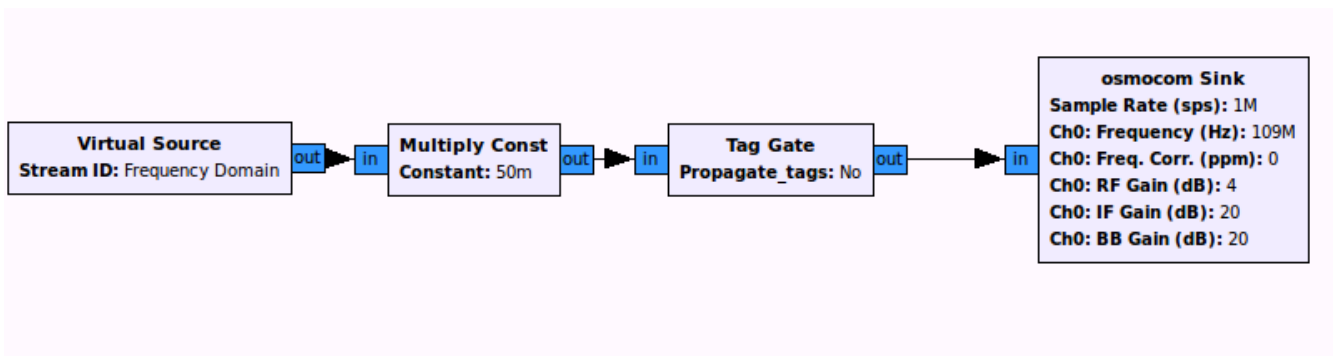 Virtual Source
Stream ID: Frequency Domain
out
in
Multiply Const
Constant: 50m
out
in
Tag Gate
Propagate_tags: No
out
in
osmocom Sink
Sample Rate (sps): 1M
Ch0: Frequency (Hz): 109M
Ch0: Freq. Corr. (ppm): 0
Ch0: RF Gain (dB): 4
Ch0: IF Gain (dB): 20
Ch0: BB Gain (dB): 20